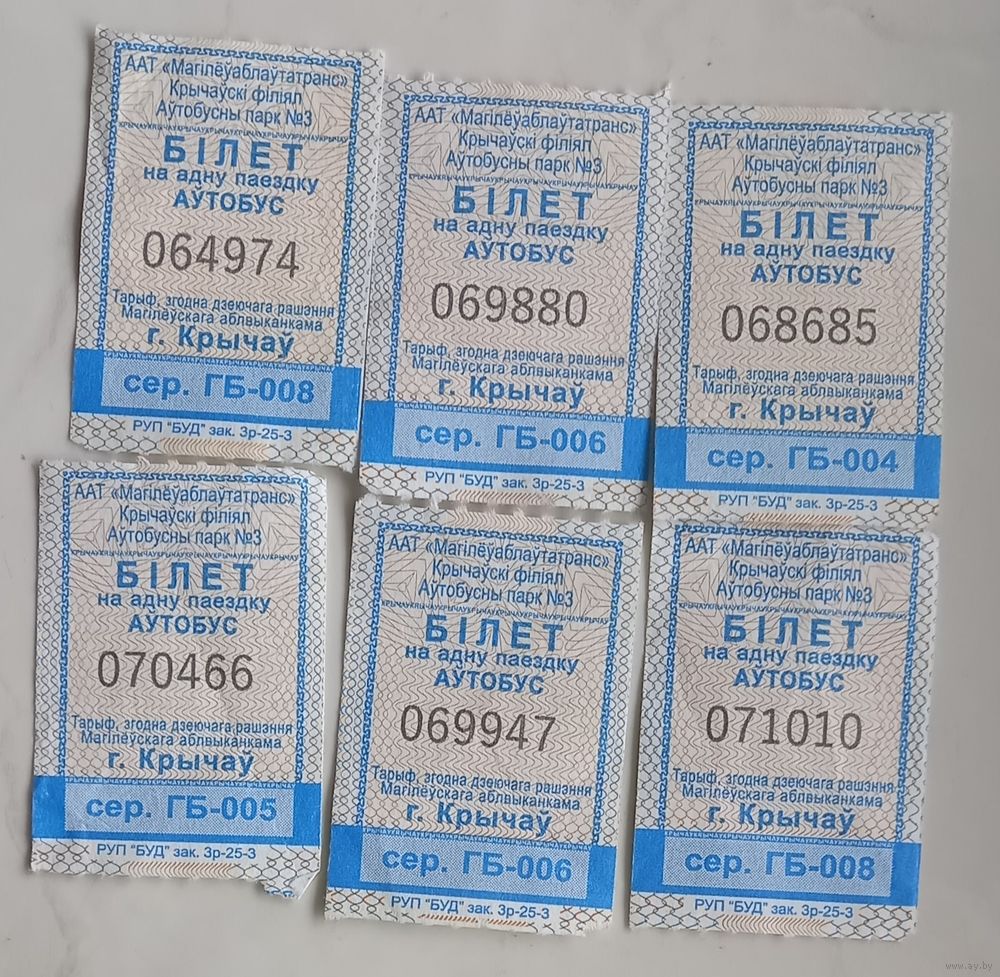 ААТ «Магілёўаблаўтатранс»
Крычаўскі філіял
Аўтобусны парк №3
БІЛЕТ
на адну паездку
АЎТОБУС
064974
Тарыф, згодна дзеючага рашэння
Магілёўскага аблвыканкама
г. Крычаў
сер. ГБ-008
РУП "БУД" зак. 3р-25-3
ААТ «Магілёўаблаўтатранс»
Крычаўскі філіял
Аўтобусны парк №3
БІЛЕТ
на адну паездку
АЎТОБУС
069880
Тарыф, згодна дзеючага рашэння
Магілёўскага аблвыканкама
г. Крычаў
сер. ГБ-006
РУП "БУД" зак. 3р-25-3
ААТ «Магілёўаблаўтатранс»
Крычаўскі філіял
Аўтобусны парк №3
БІЛЕТ
на адну паездку
АЎТОБУС
068685
Тарыф, згодна дзеючага рашэння
Магілёўскага аблвыканкама
г. Крычаў
сер. ГБ-004
РУП "БУД" зак. 3р-25-3
ААТ «Магілёўаблаўтатранс»
Крычаўскі філіял
Аўтобусны парк №3
БІЛЕТ
на адну паездку
АЎТОБУС
070466
Тарыф, згодна дзеючага рашэння
Магілёўскага аблвыканкама
г. Крычаў
сер. ГБ-005
РУП "БУД" зак. 3р-25-3
ААТ «Магілёўаблаўтатранс»
Крычаўскі філіял
Аўтобусны парк №3
БІЛЕТ
на адну паездку
АЎТОБУС
069947
Тарыф, згодна дзеючага рашэння
Магілёўскага аблвыканкама
г. Крычаў
сер. ГБ-006
РУП "БУД" зак. 3р-25-3
ААТ «Магілёўаблаўтатранс»
Крычаўскі філіял
Аўтобусны парк №3
БІЛЕТ
на адну паездку
АЎТОБУС
071010
Тарыф, згодна дзеючага рашэння
Магілёўскага аблвыканкама
г. Крычаў
сер. ГБ-008
РУП "БУД" зак. 3р-25-3
www.ay.by